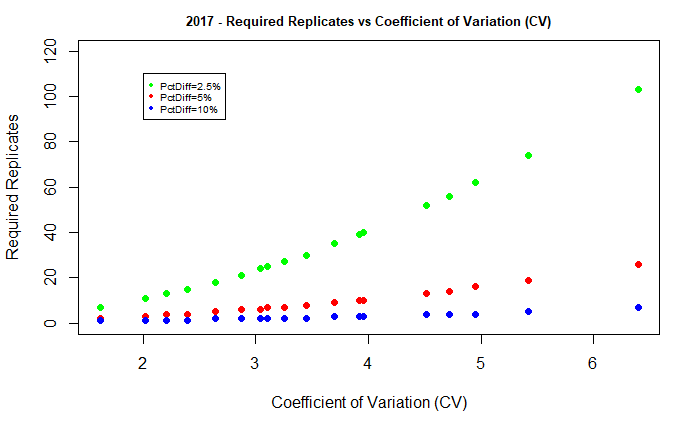 2017 - Required Replicates vs Coefficient of Variation (CV)
Required Replicates
120
100
80
60
40
20
0
PctDiff=2.5%
PctDiff=5%
PctDiff=10%
2 3 4 5 6
Coefficient of Variation (CV)